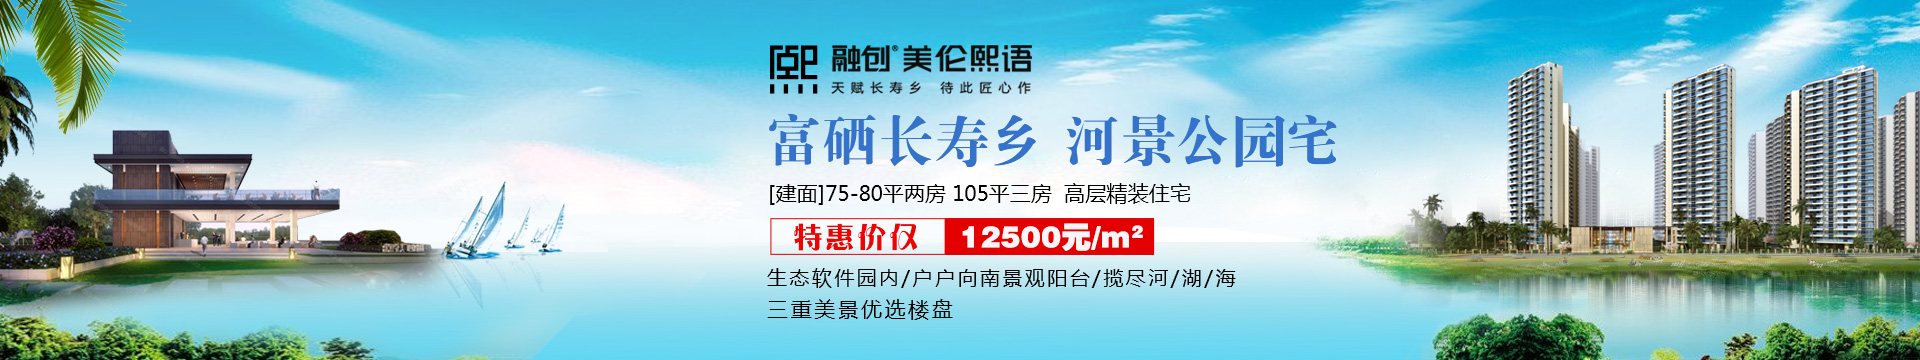 熙 融创®美伦熙语
天赋长寿乡 待此匠心作
富硒长寿乡 河景公园宅
[建面]75-80平两房 105平三房 高层精装住宅
特惠价仅 12500元/m²
生态软件园内/户户向南景观阳台/揽尽河/湖/海
三重美景优选楼盘